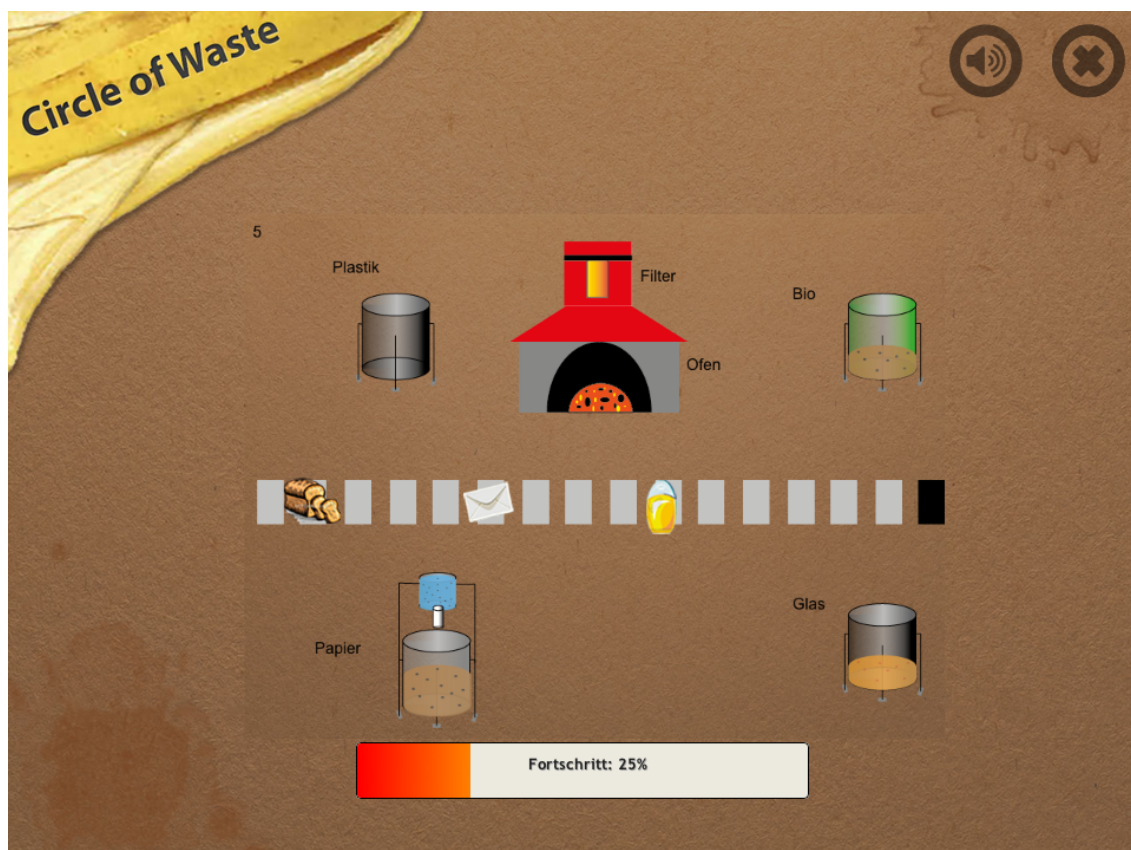 Circle of Waste
5
Plastik
Filter
Bio
Ofen
Glas
Papier
Fortschritt: 25%